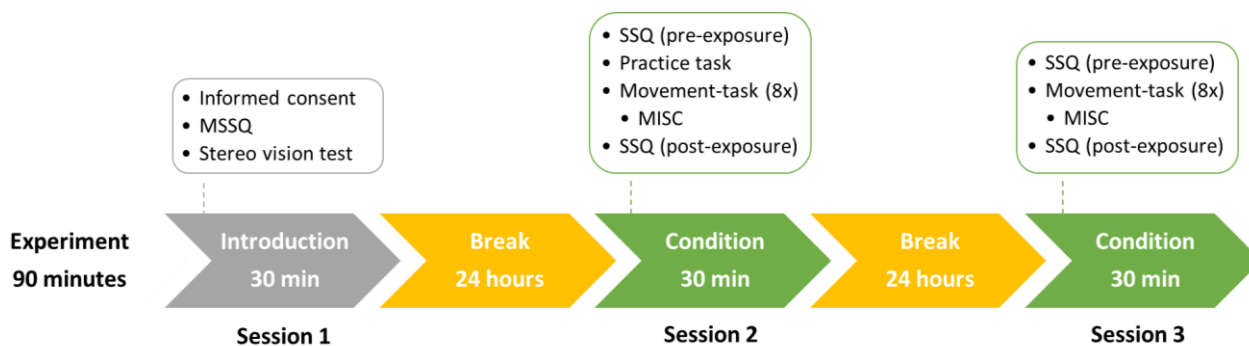 • Informed consent
• MSSQ
• Stereo vision test
• SSQ (pre-exposure)
• Practice task
• Movement-task (8x)
• MISC
• SSQ (post-exposure)
• SSQ (pre-exposure)
• Movement-task (8x)
• MISC
• SSQ (post-exposure)
Experiment
90 minutes
Introduction
30 min
Break
24 hours
Condition
30 min
Break
24 hours
Condition
30 min
Session 1
Session 2
Session 3